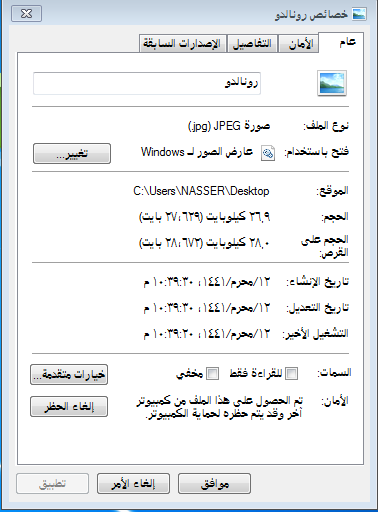 خصائص رونالدو
عام
الأمان
التفاصيل
الإصدارات السابقة
رونالدو
نوع الملف: صورة JPEG (.jpg)
فتح باستخدام: عارض الصور لـ Windows تغيير...
الموقع: C:\Users\NASSER\Desktop
الحجم: ٢٦,٩ كيلوبايت (٢٧,٦٢٩ بايت)
الحجم على القرص: ٢٨,٠ كيلوبايت (٢٨,٦٧٢ بايت)
تاريخ الإنشاء: ١٢/محرم/١٤٤١، ١٠:٣٩:٣٠ م
تاريخ التعديل: ١٢/محرم/١٤٤١، ١٠:٣٩:٣٠ م
التشغيل الأخير: ١٢/محرم/١٤٤١، ١٠:٣٩:٢٠ م
السمات: للقراءة فقط مخفي خيارات متقدمة...
الأمان: تم الحصول على هذا الملف من كمبيوتر
آخر وقد يتم حظره لحماية الكمبيوتر.
إلغاء الحظر
موافق
إلغاء الأمر
تطبيق